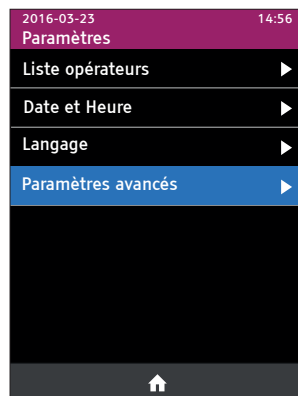 2016-03-23 14:56
Paramètres
Liste opérateurs
Date et Heure
Langage
Paramètres avancés